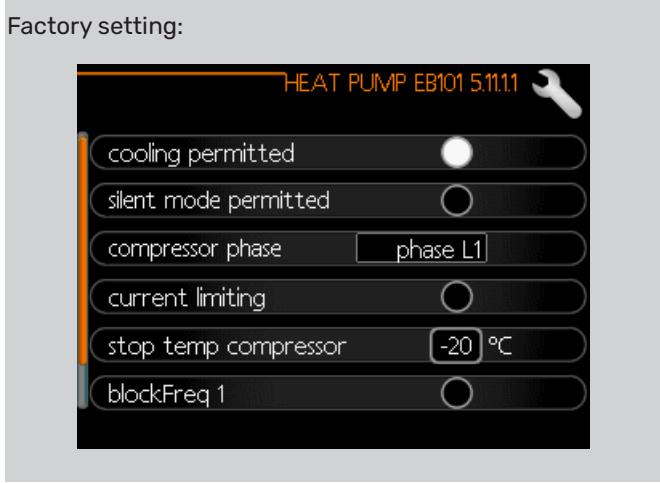 Factory setting:
HEAT PUMP EB101 5.11.1.1
cooling permitted
silent mode permitted
compressor phase phase L1
current limiting
stop temp compressor -20 °C
blockFreq 1